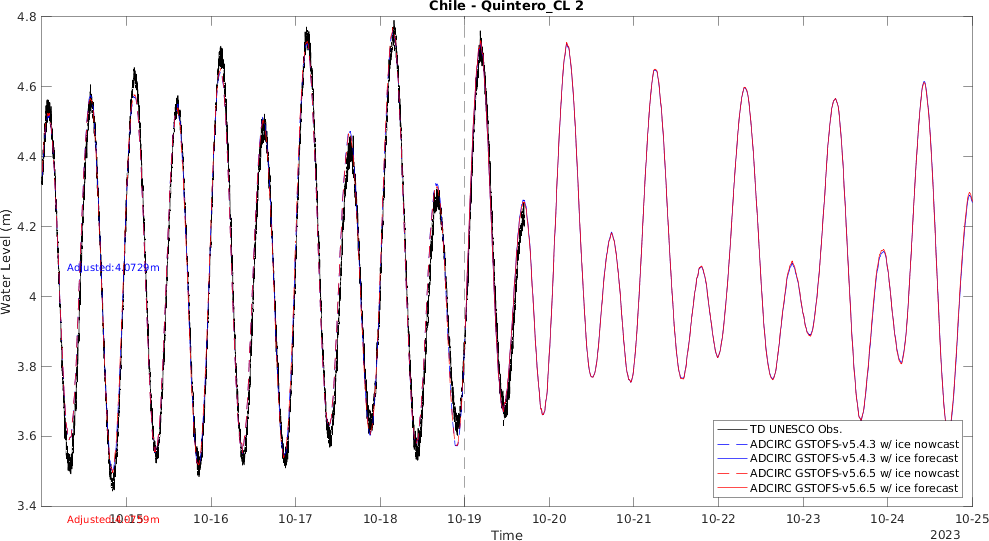 Chile - Quintero_CL 2
4.8
4.6
4.4
4.2
4
3.8
3.6
3.4
Water Level (m)
Adjusted:4.0729m
TD UNESCO Obs.
ADCIRC GSTOFS-v5.4.3 w/ ice nowcast
ADCIRC GSTOFS-v5.4.3 w/ ice forecast
ADCIRC GSTOFS-v5.6.5 w/ ice nowcast
ADCIRC GSTOFS-v5.6.5 w/ ice forecast
10-15 10-16 10-17 10-18 10-19 10-20 10-21 10-22 10-23 10-24 10-25
Time
2023